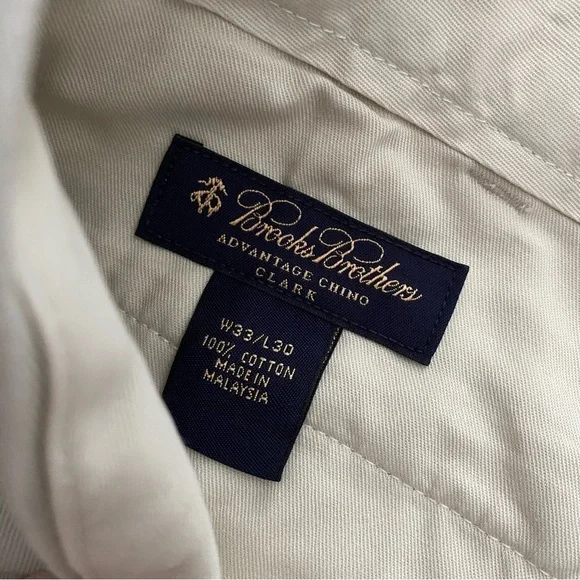 Brooks Brothers
ADVANTAGE CHINO
CLARK
W33/L30
100% COTTON
MADE IN
MALAYSIA